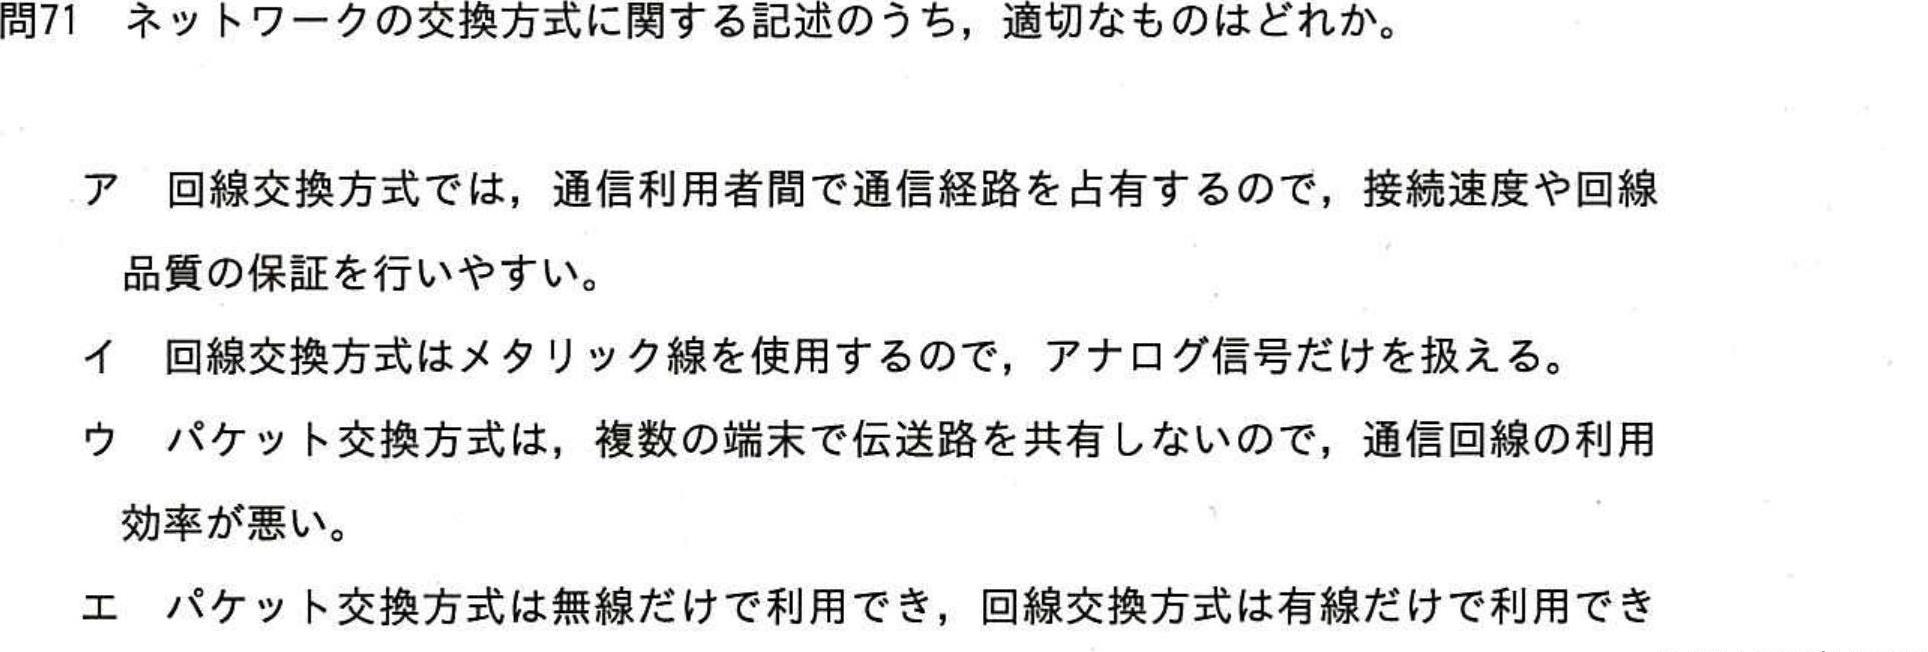 問71 ネットワークの交換方式に関する記述のうち，適切なものはどれか。
ア 回線交換方式では，通信利用者間で通信経路を占有するので，接続速度や回線
品質の保証を行いやすい。
イ 回線交換方式はメタリック線を使用するので，アナログ信号だけを扱える。
ウ パケット交換方式は，複数の端末で伝送路を共有しないので，通信回線の利用
効率が悪い。
エ パケット交換方式は無線だけで利用でき，回線交換方式は有線だけで利用でき